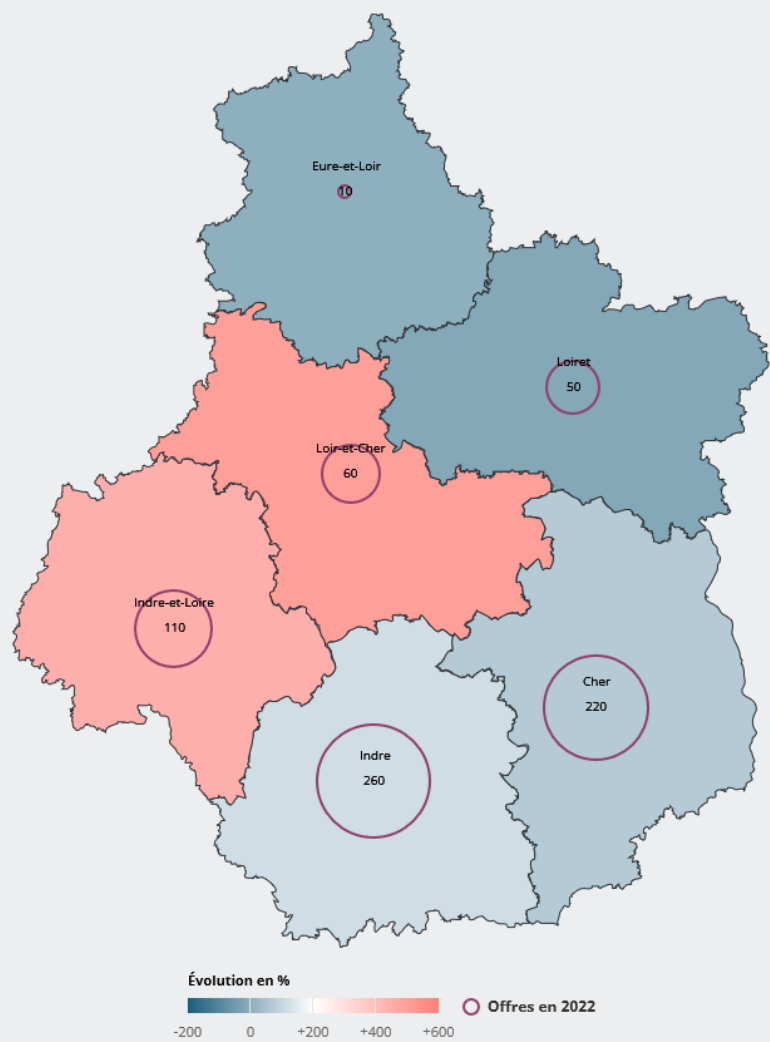 Eure-et-Loir
10
Loiret
50
Loir-et-Cher
60
Indre-et-Loire
110
Cher
220
Indre
260
Évolution en %
Offres en 2022
-200 0 +200 +400 +600